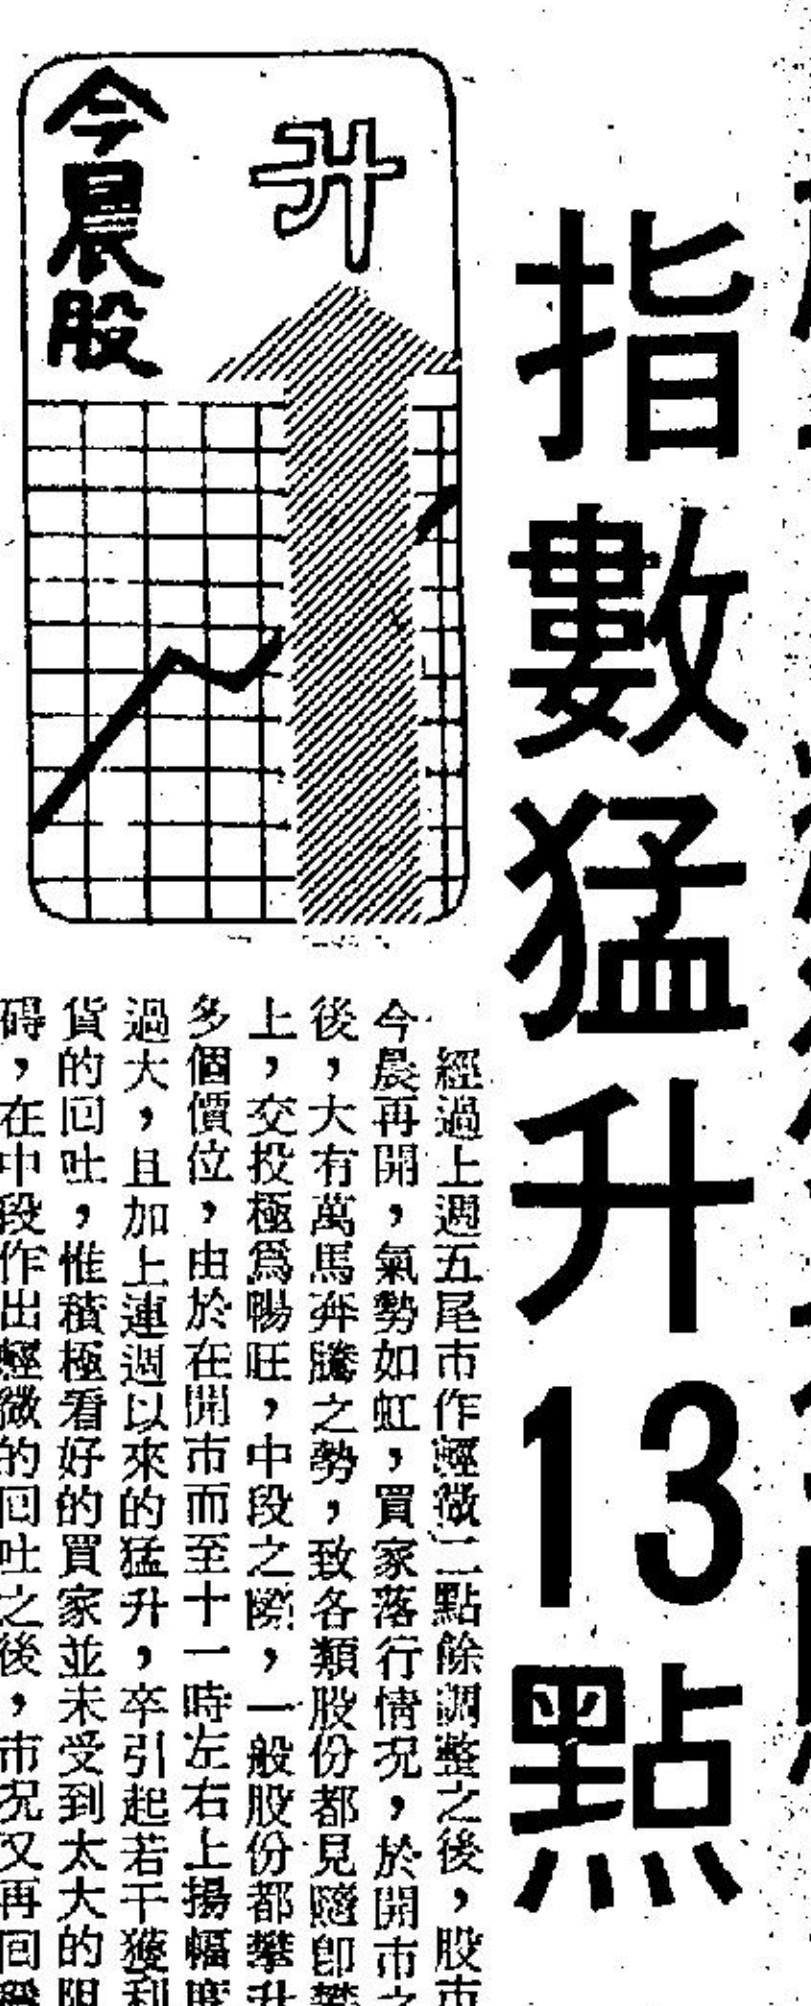 指數猛升13點
今晨股
升
經過上週五尾市作輕微二點餘調整之後，股市
今晨再開，氣勢如虹，買家落行情況，於開市之
後，大有萬馬奔騰之勢，致各類股份都見隨即攀
上，交投極爲暢旺，中段之際，一般股份都攀升
多個價位，由於在開市而至十一時左右上揚幅度
過大，且加上連週以來的猛升，卒引起若干獲利
貨的回吐，惟積極看好的買家並未受到太大的阻
碍，在中段作出輕微的回吐之後，市況又再回